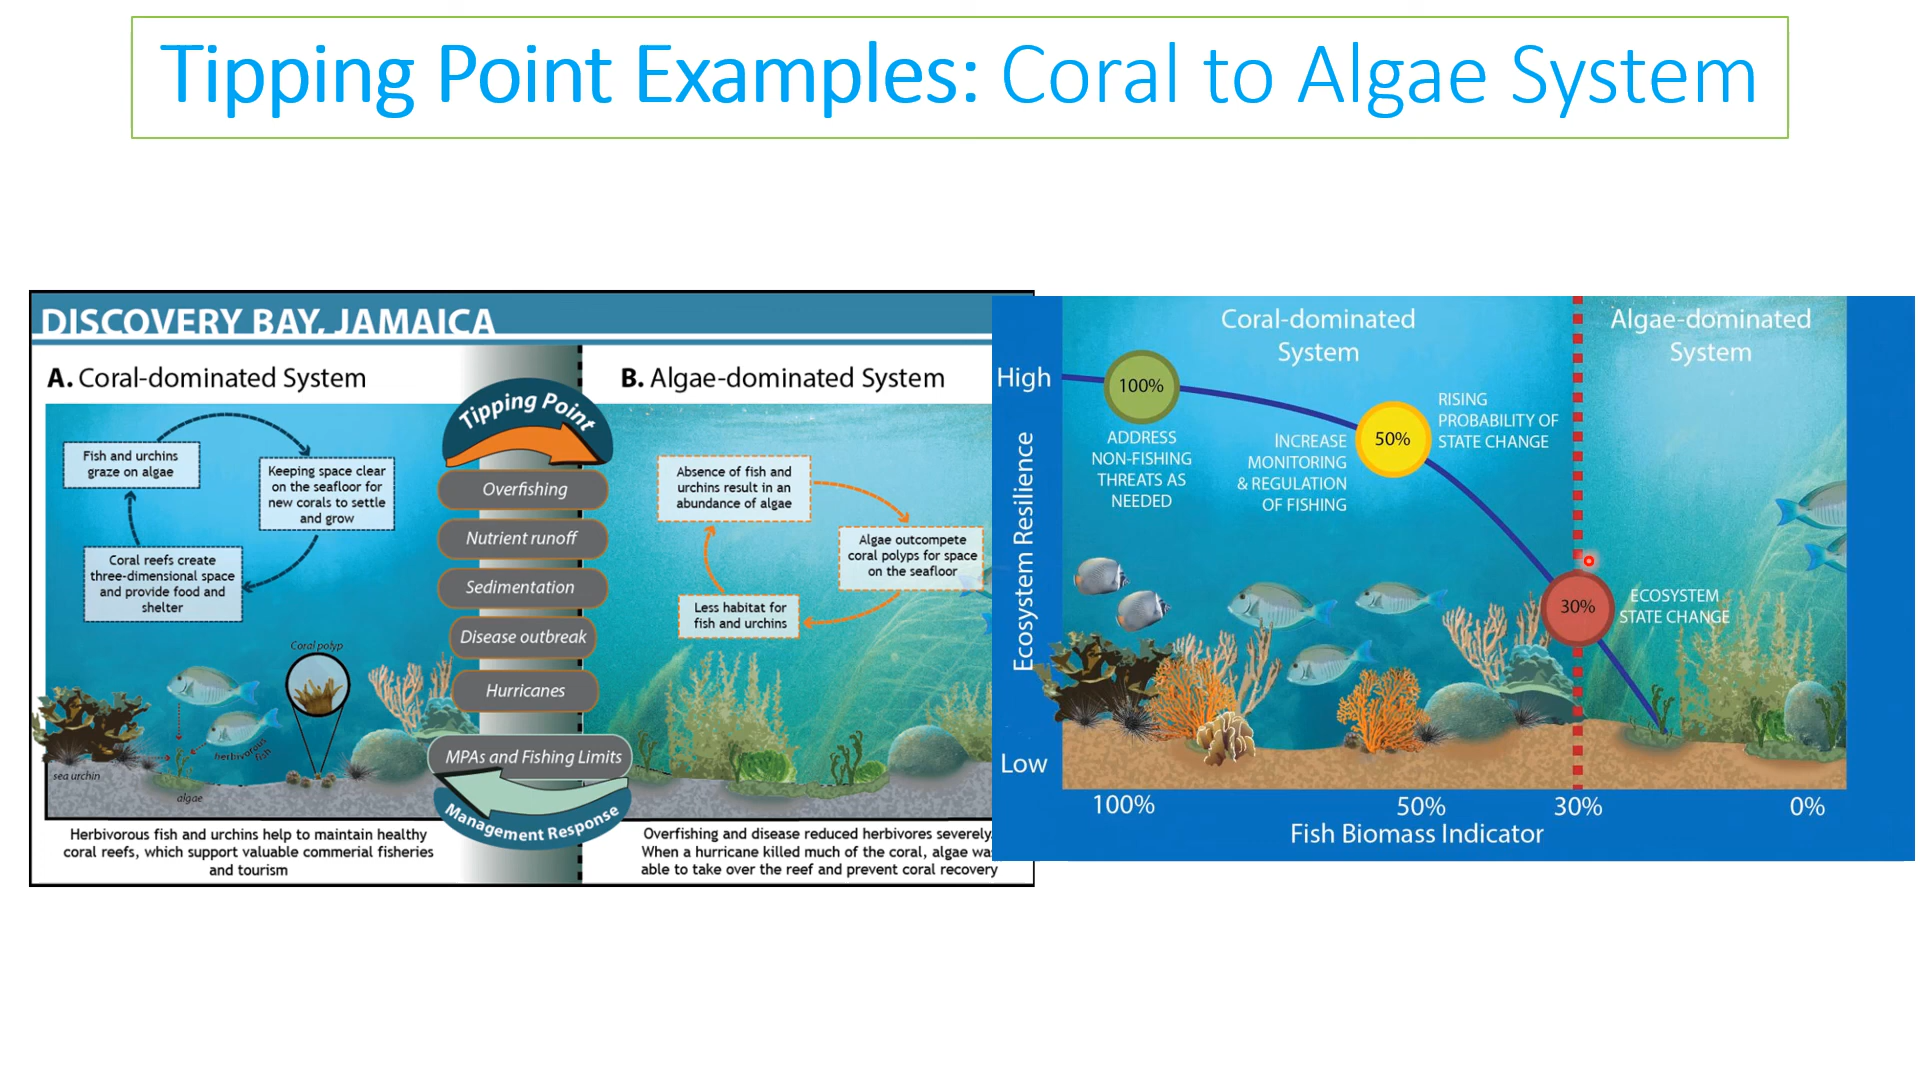 Tipping Point Examples: Coral to Algae System
DISCOVERY BAY, JAMAICA
A. Coral-dominated System
Fish and urchins
graze on algae
Keeping space clear
on the seafloor for
new corals to settle
and grow
Coral reefs create
three-dimensional space
and provide food and
shelter
Coral polyp
herbivorous
fish
sea urchin
algae
Herbivorous fish and urchins help to maintain healthy
coral reefs, which support valuable commerial fisheries
and tourism
Tipping Point
Overfishing
Nutrient runoff
Sedimentation
Disease outbreak
Hurricanes
MPAs and Fishing Limits
Management Response
B. Algae-dominated System
Absence of fish and
urchins result in an
abundance of algae
Algae outcompete
coral polyps for space
on the seafloor
Less habitat for
fish and urchins
Overfishing and disease reduced herbivores severely.
When a hurricane killed much of the coral, algae
able to take over the reef and prevent coral recovery
Coral-dominated
System
Algae-dominated
System
High
Ecosystem Resilience
Low
100%
ADDRESS
NON-FISHING
THREATS AS
NEEDED
50%
INCREASE
MONITORING
& REGULATION
OF FISHING
RISING
PROBABILITY OF
STATE CHANGE
30%
ECOSYSTEM
STATE CHANGE
100%
50%
30%
0%
Fish Biomass Indicator